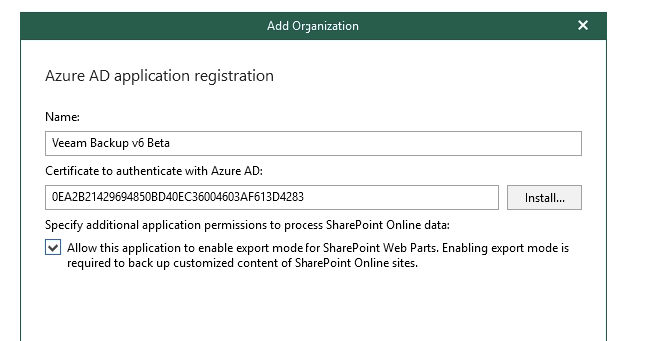 Add Organization
Azure AD application registration
Name:
Veeam Backup v6 Beta
Certificate to authenticate with Azure AD:
0EA2B21429694850BD40EC36004603AF613D4283
Install...
Specify additional application permissions to process SharePoint Online data:
Allow this application to enable export mode for SharePoint Web Parts. Enabling export mode is
required to back up customized content of SharePoint Online sites.